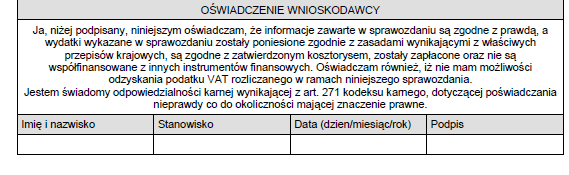 OŚWIADCZENIE WNIOSKODAWCY
Ja, niżej podpisany, niniejszym oświadczam, że informacje zawarte w sprawozdaniu są zgodne z prawdą, a
wydatki wykazane w sprawozdaniu zostały poniesione zgodnie z zasadami wynikającymi z właściwych
przepisów krajowych, są zgodne z zatwierdzonym kosztorysem, zostały zapłacone oraz nie są
współfinansowane z innych instrumentów finansowych. Oświadczam również, iż nie mam możliwości
odzyskania podatku VAT rozliczanego w ramach niniejszego sprawozdania.
Jestem świadomy odpowiedzialności karnej wynikającej z art. 271 kodeksu karnego, dotyczącej poświadczania
nieprawdy co do okoliczności mającej znaczenie prawne.
Imię i nazwisko Stanowisko Data (dzien/miesiąc/rok) Podpis